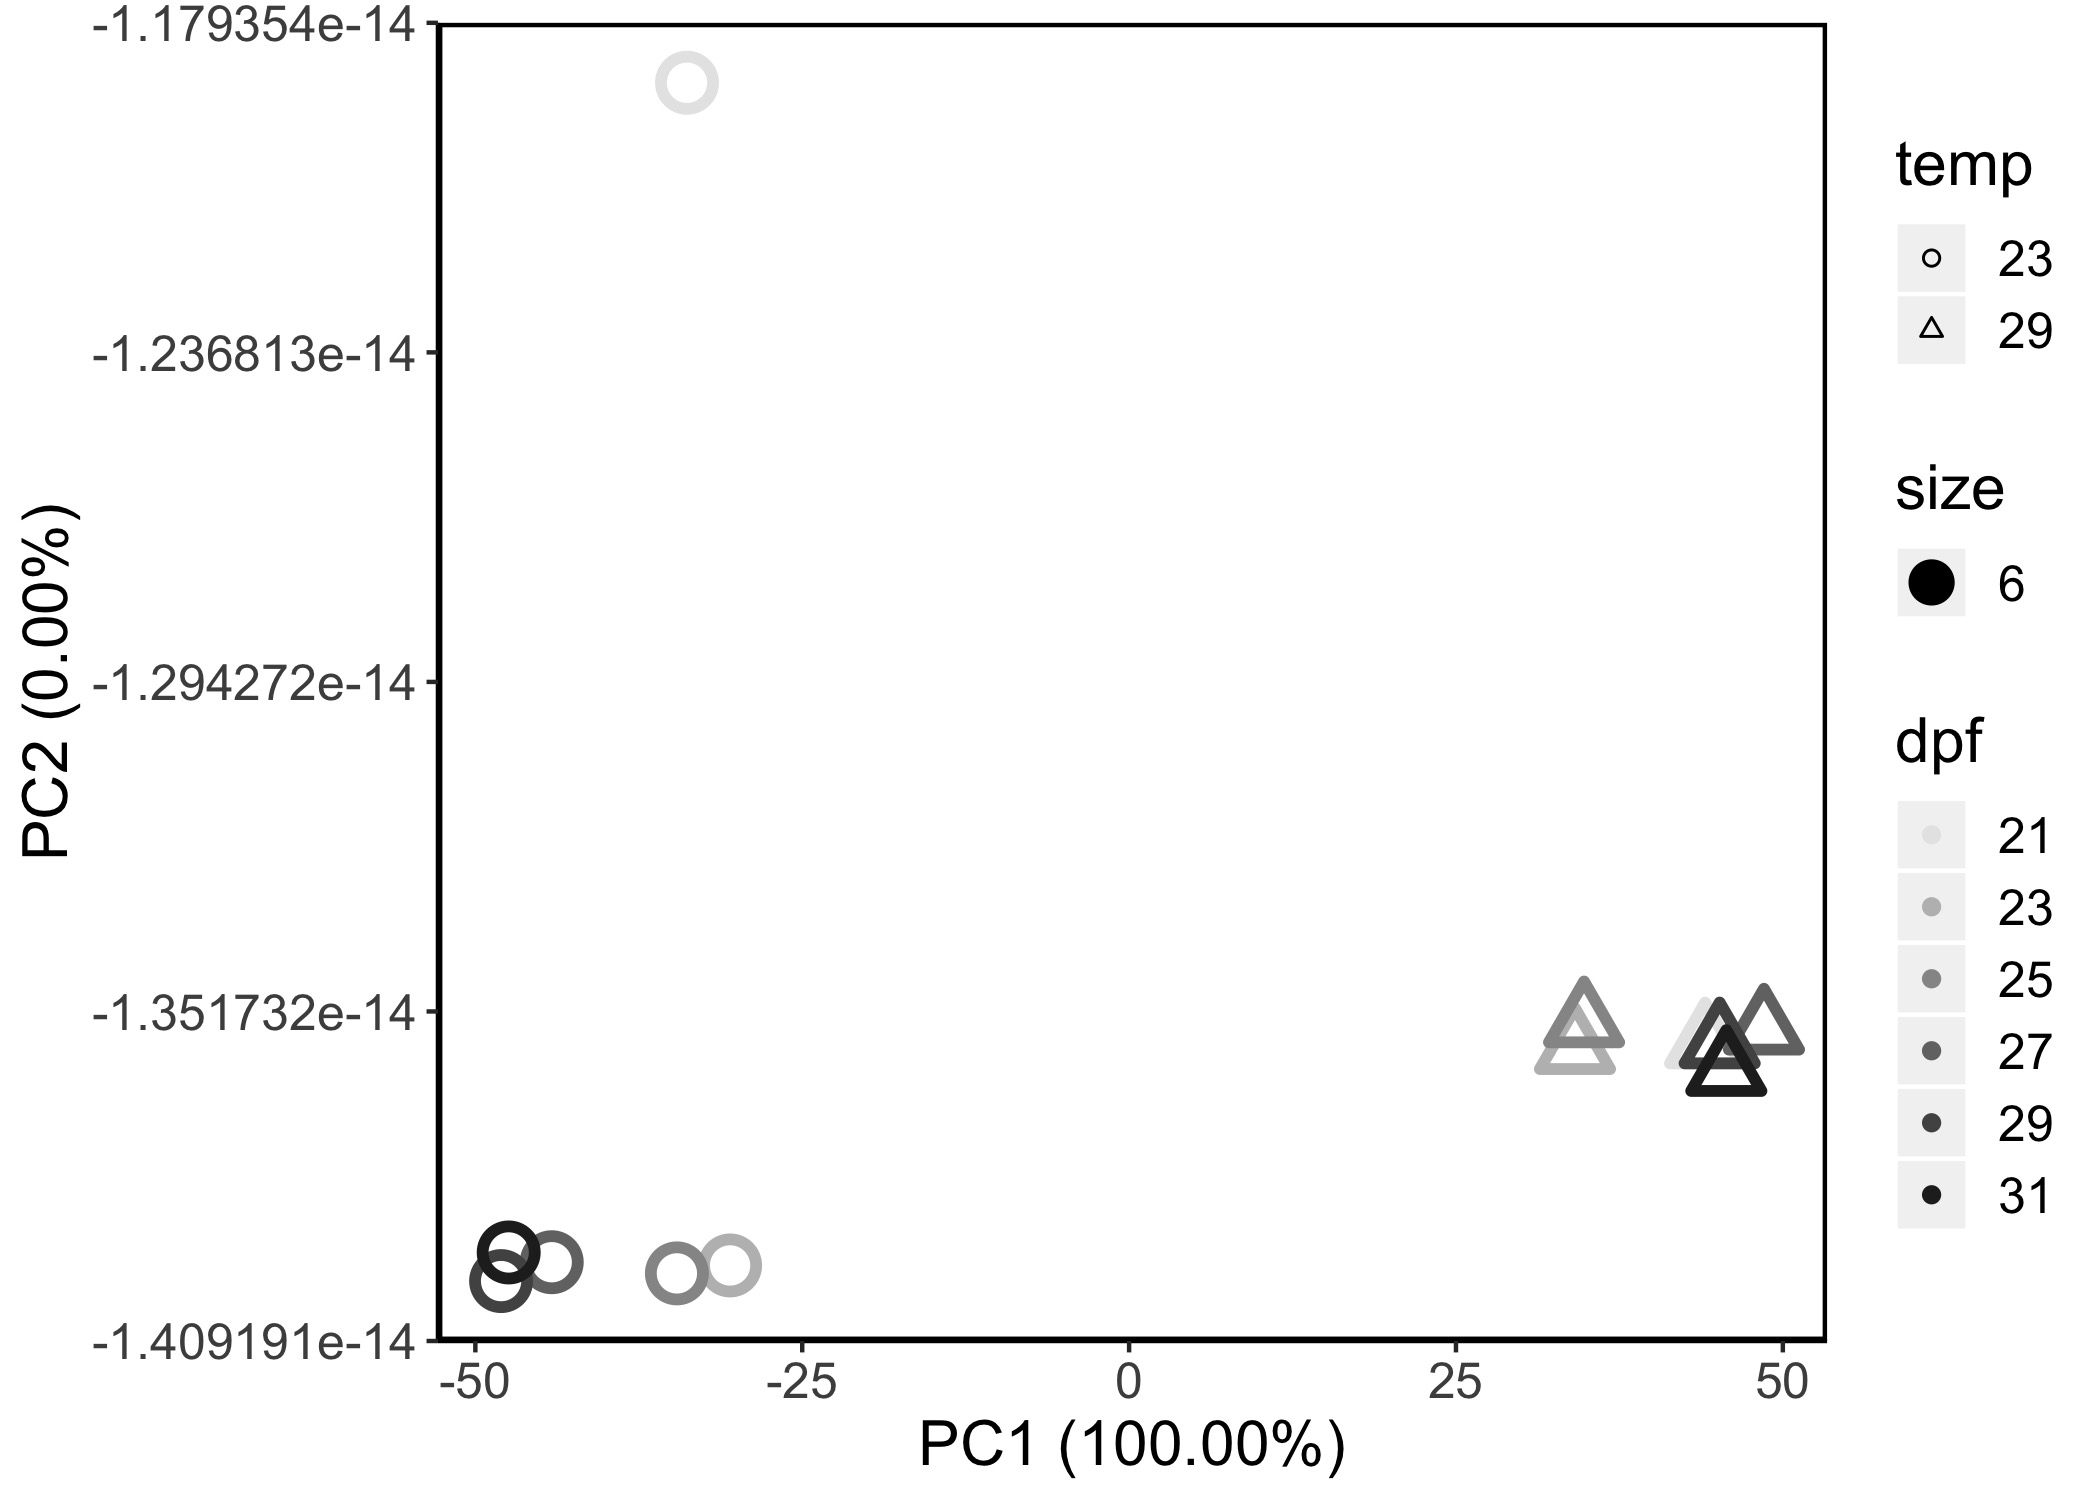 -1.179354e-14
-1.236813e-14
-1.294272e-14
-1.351732e-14
-1.409191e-14
PC2 (0.00%)
-50 -25 0 25 50
PC1 (100.00%)
temp
23
29
size
6
dpf
21
23
25
27
29
31